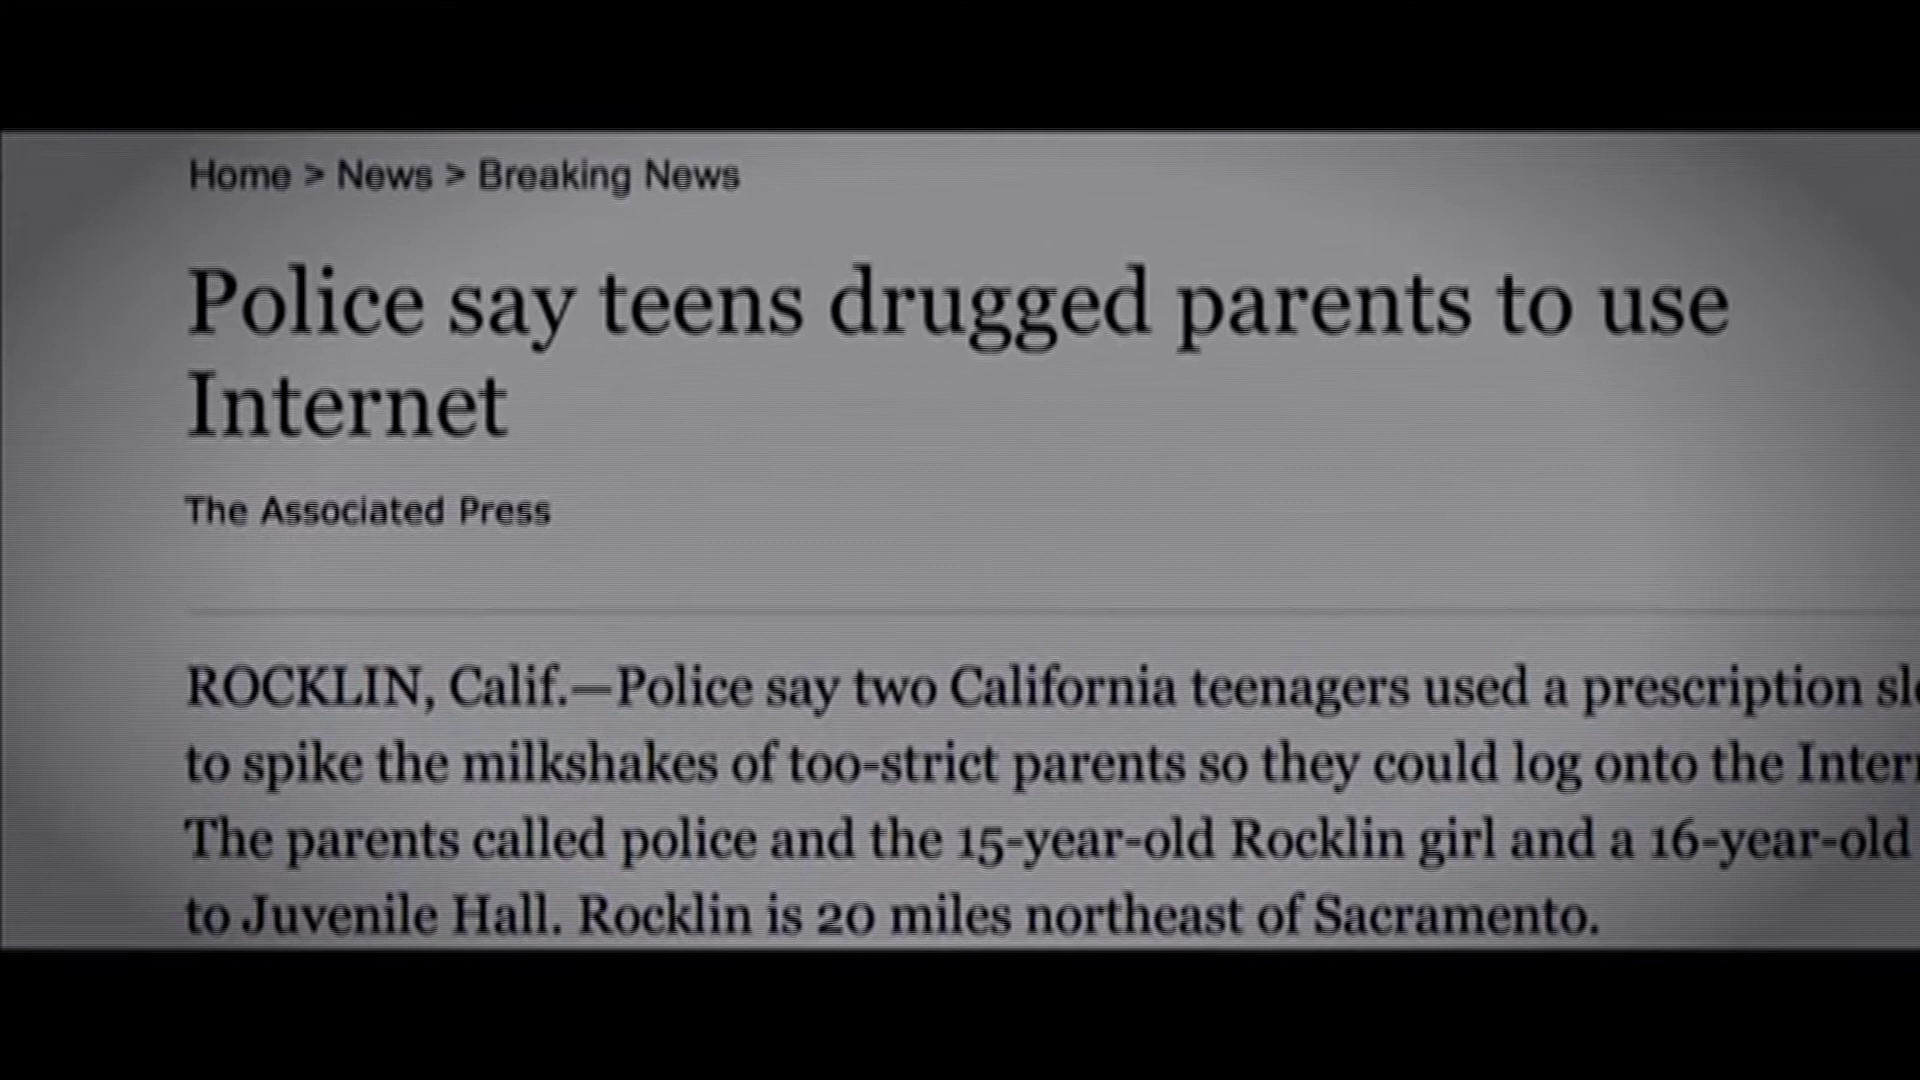 Home > News > Breaking News
Police say teens drugged parents to use
Internet
The Associated Press
ROCKLIN, Calif.—Police say two California teenagers used a prescription
to spike the milkshakes of too-strict parents so they could log onto the
The parents called police and the 15-year-old Rocklin girl and a 16-year-old
to Juvenile Hall. Rocklin is 20 miles northeast of Sacramento.